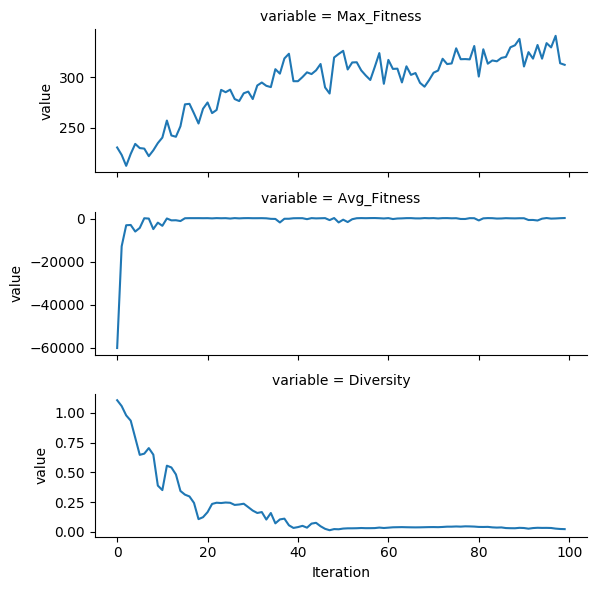 variable = Max_Fitness
300
250
value
variable = Avg_Fitness
0
−20000
−40000
−60000
value
variable = Diversity
1.00
0.75
0.50
0.25
0.00
value
0 20 40 60 80 100
Iteration